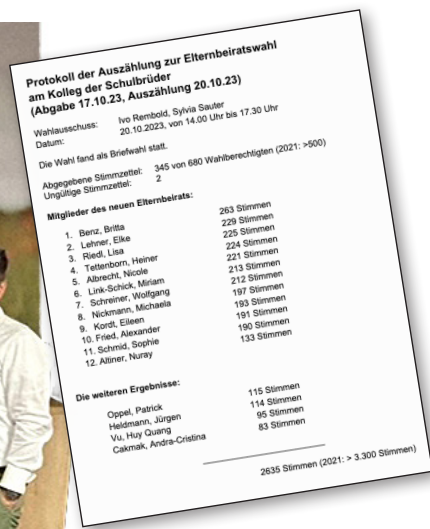 Protokoll der Auszählung zur Elternbeiratswahl
am Kolleg der Schulbrüder
(Abgabe 17.10.23, Auszählung 20.10.23)
Wahlausschuss: Ivo Rembold, Sylvia Sauter
Datum: 20.10.2023, von 14.00 Uhr bis 17.30 Uhr
Die Wahl fand als Briefwahl statt.
Abgegebene Stimmzettel: 345 von 680 Wahlberechtigten (2021: >500)
Ungültige Stimmzettel: 2
Mitglieder des neuen Elternbeirats:
1. Benz, Britta 263 Stimmen
2. Lehner, Elke 229 Stimmen
3. Riedl, Lisa 225 Stimmen
4. Tettenborn, Heiner 224 Stimmen
5. Albrecht, Nicole 221 Stimmen
6. Link-Schick, Miriam 213 Stimmen
7. Schreiner, Wolfgang 212 Stimmen
8. Nickmann, Michaela 197 Stimmen
9. Kordt, Eileen 193 Stimmen
10. Fried, Alexander 191 Stimmen
11. Schmid, Sophie 190 Stimmen
12. Altiner, Nuray 133 Stimmen
Die weiteren Ergebnisse:
Oppel, Patrick 115 Stimmen
Heldmann, Jürgen 114 Stimmen
Vu, Huy Quang 95 Stimmen
Cakmak, Andra-Cristina 83 Stimmen
2635 Stimmen (2021: > 3.300 Stimmen)